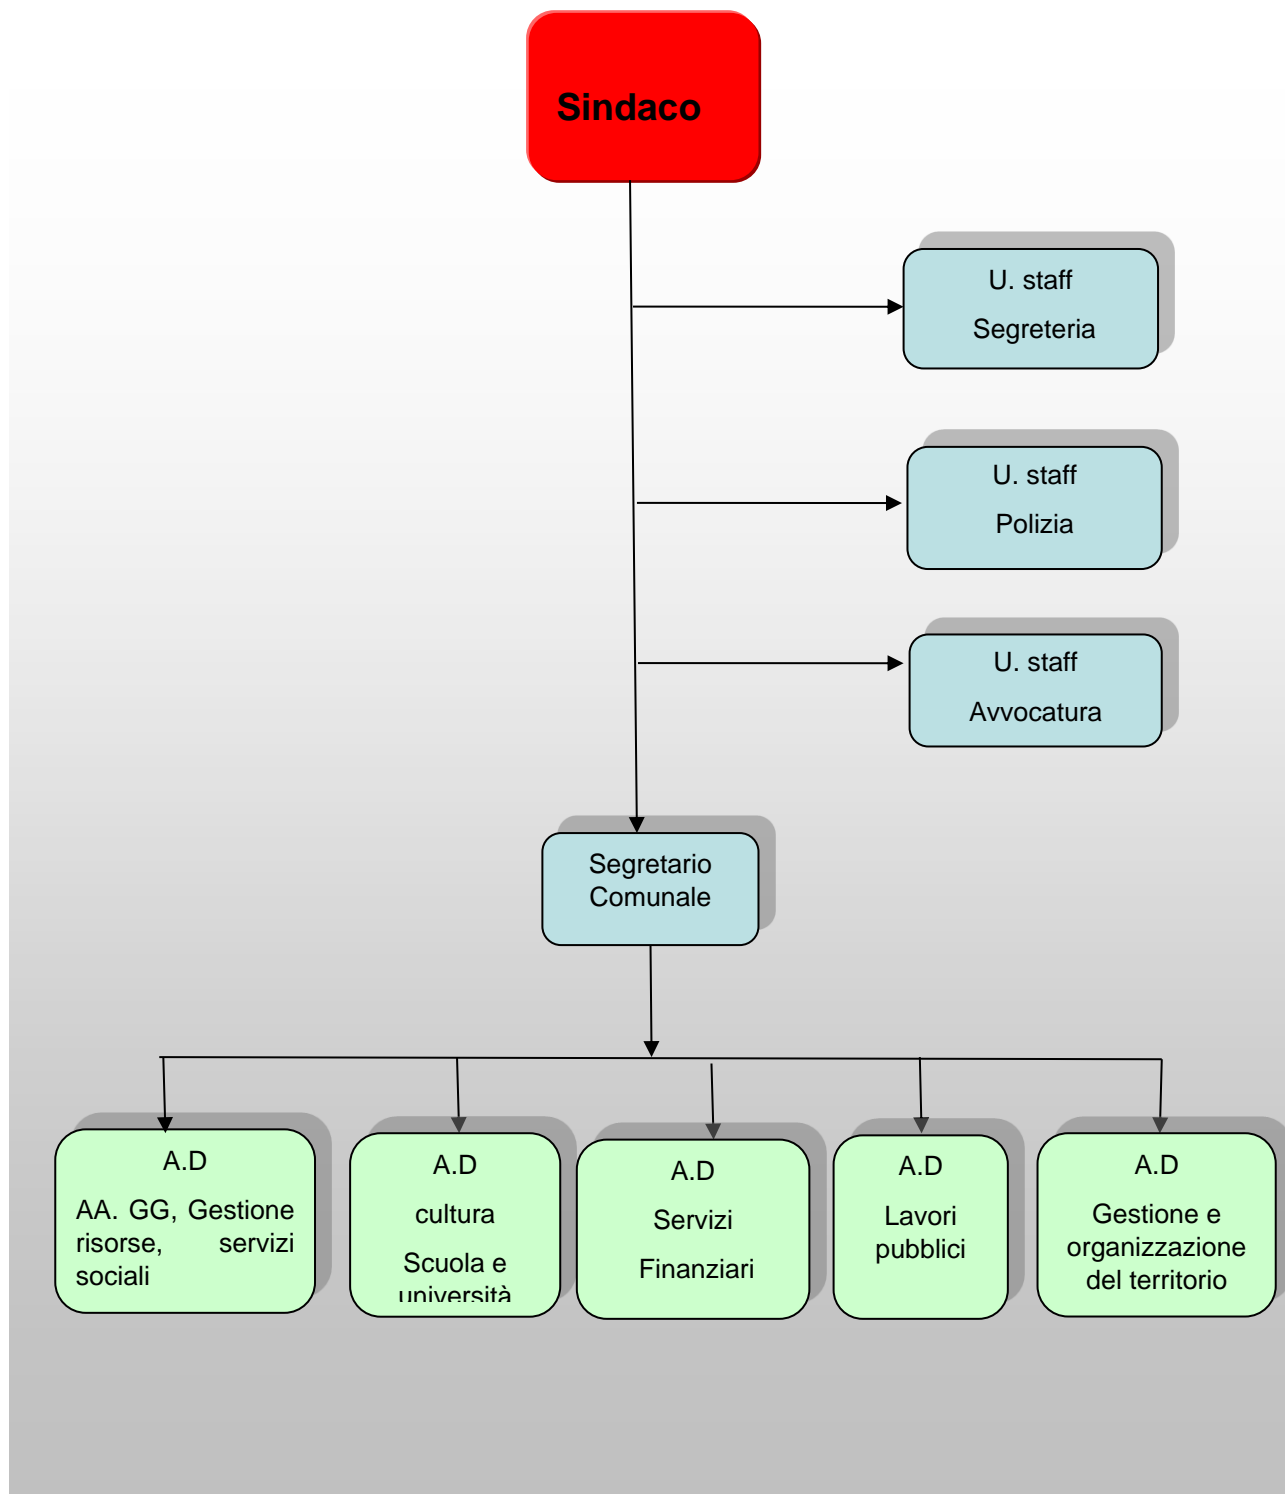 Sindaco
U. staff
Segreteria
U. staff
Polizia
U. staff
Avvocatura
Segretario
Comunale
A.D
AA. GG, Gestione
risorse, servizi
sociali
A.D
cultura
Scuola e
università
A.D
Servizi
Finanziari
A.D
Lavori
pubblici
A.D
Gestione e
organizzazione
del territorio